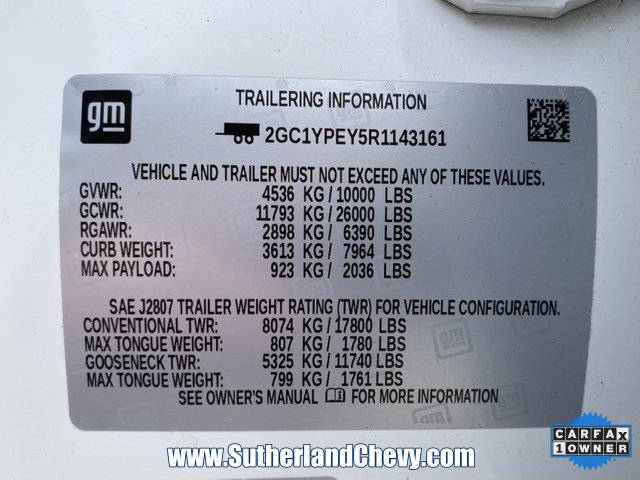 gm
TRAILERING INFORMATION
2GC1YPEY5R1143161
VEHICLE AND TRAILER MUST NOT EXCEED ANY OF THESE VALUES.
GVWR: 4536 KG / 10000 LBS
GCWR: 11793 KG / 26000 LBS
RGAWR: 2898 KG / 6390 LBS
CURB WEIGHT: 3613 KG / 7964 LBS
MAX PAYLOAD: 923 KG / 2036 LBS
SAE J2807 TRAILER WEIGHT RATING (TWR) FOR VEHICLE CONFIGURATION.
CONVENTIONAL TWR: 8074 KG / 17800 LBS
MAX TONGUE WEIGHT: 807 KG / 1780 LBS
GOOSENECK TWR: 5325 KG / 11740 LBS
MAX TONGUE WEIGHT: 799 KG / 1761 LBS
SEE OWNER'S MANUAL FOR MORE INFORMATION
www.SutherlandChevy.com
CARFAX
1 OWNER